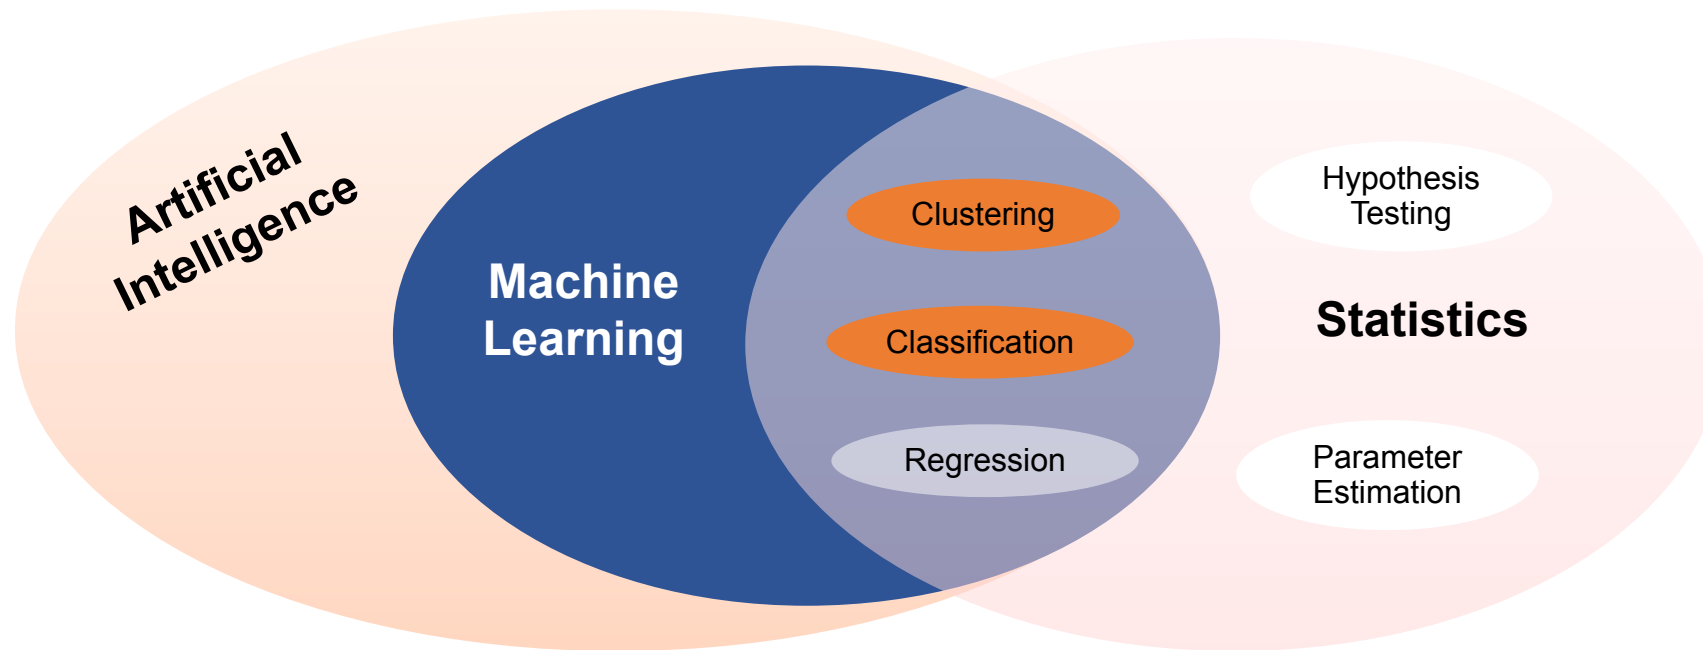 Artificial
Intelligence
Machine
Learning
Clustering
Classification
Regression
Hypothesis
Testing
Statistics
Parameter
Estimation